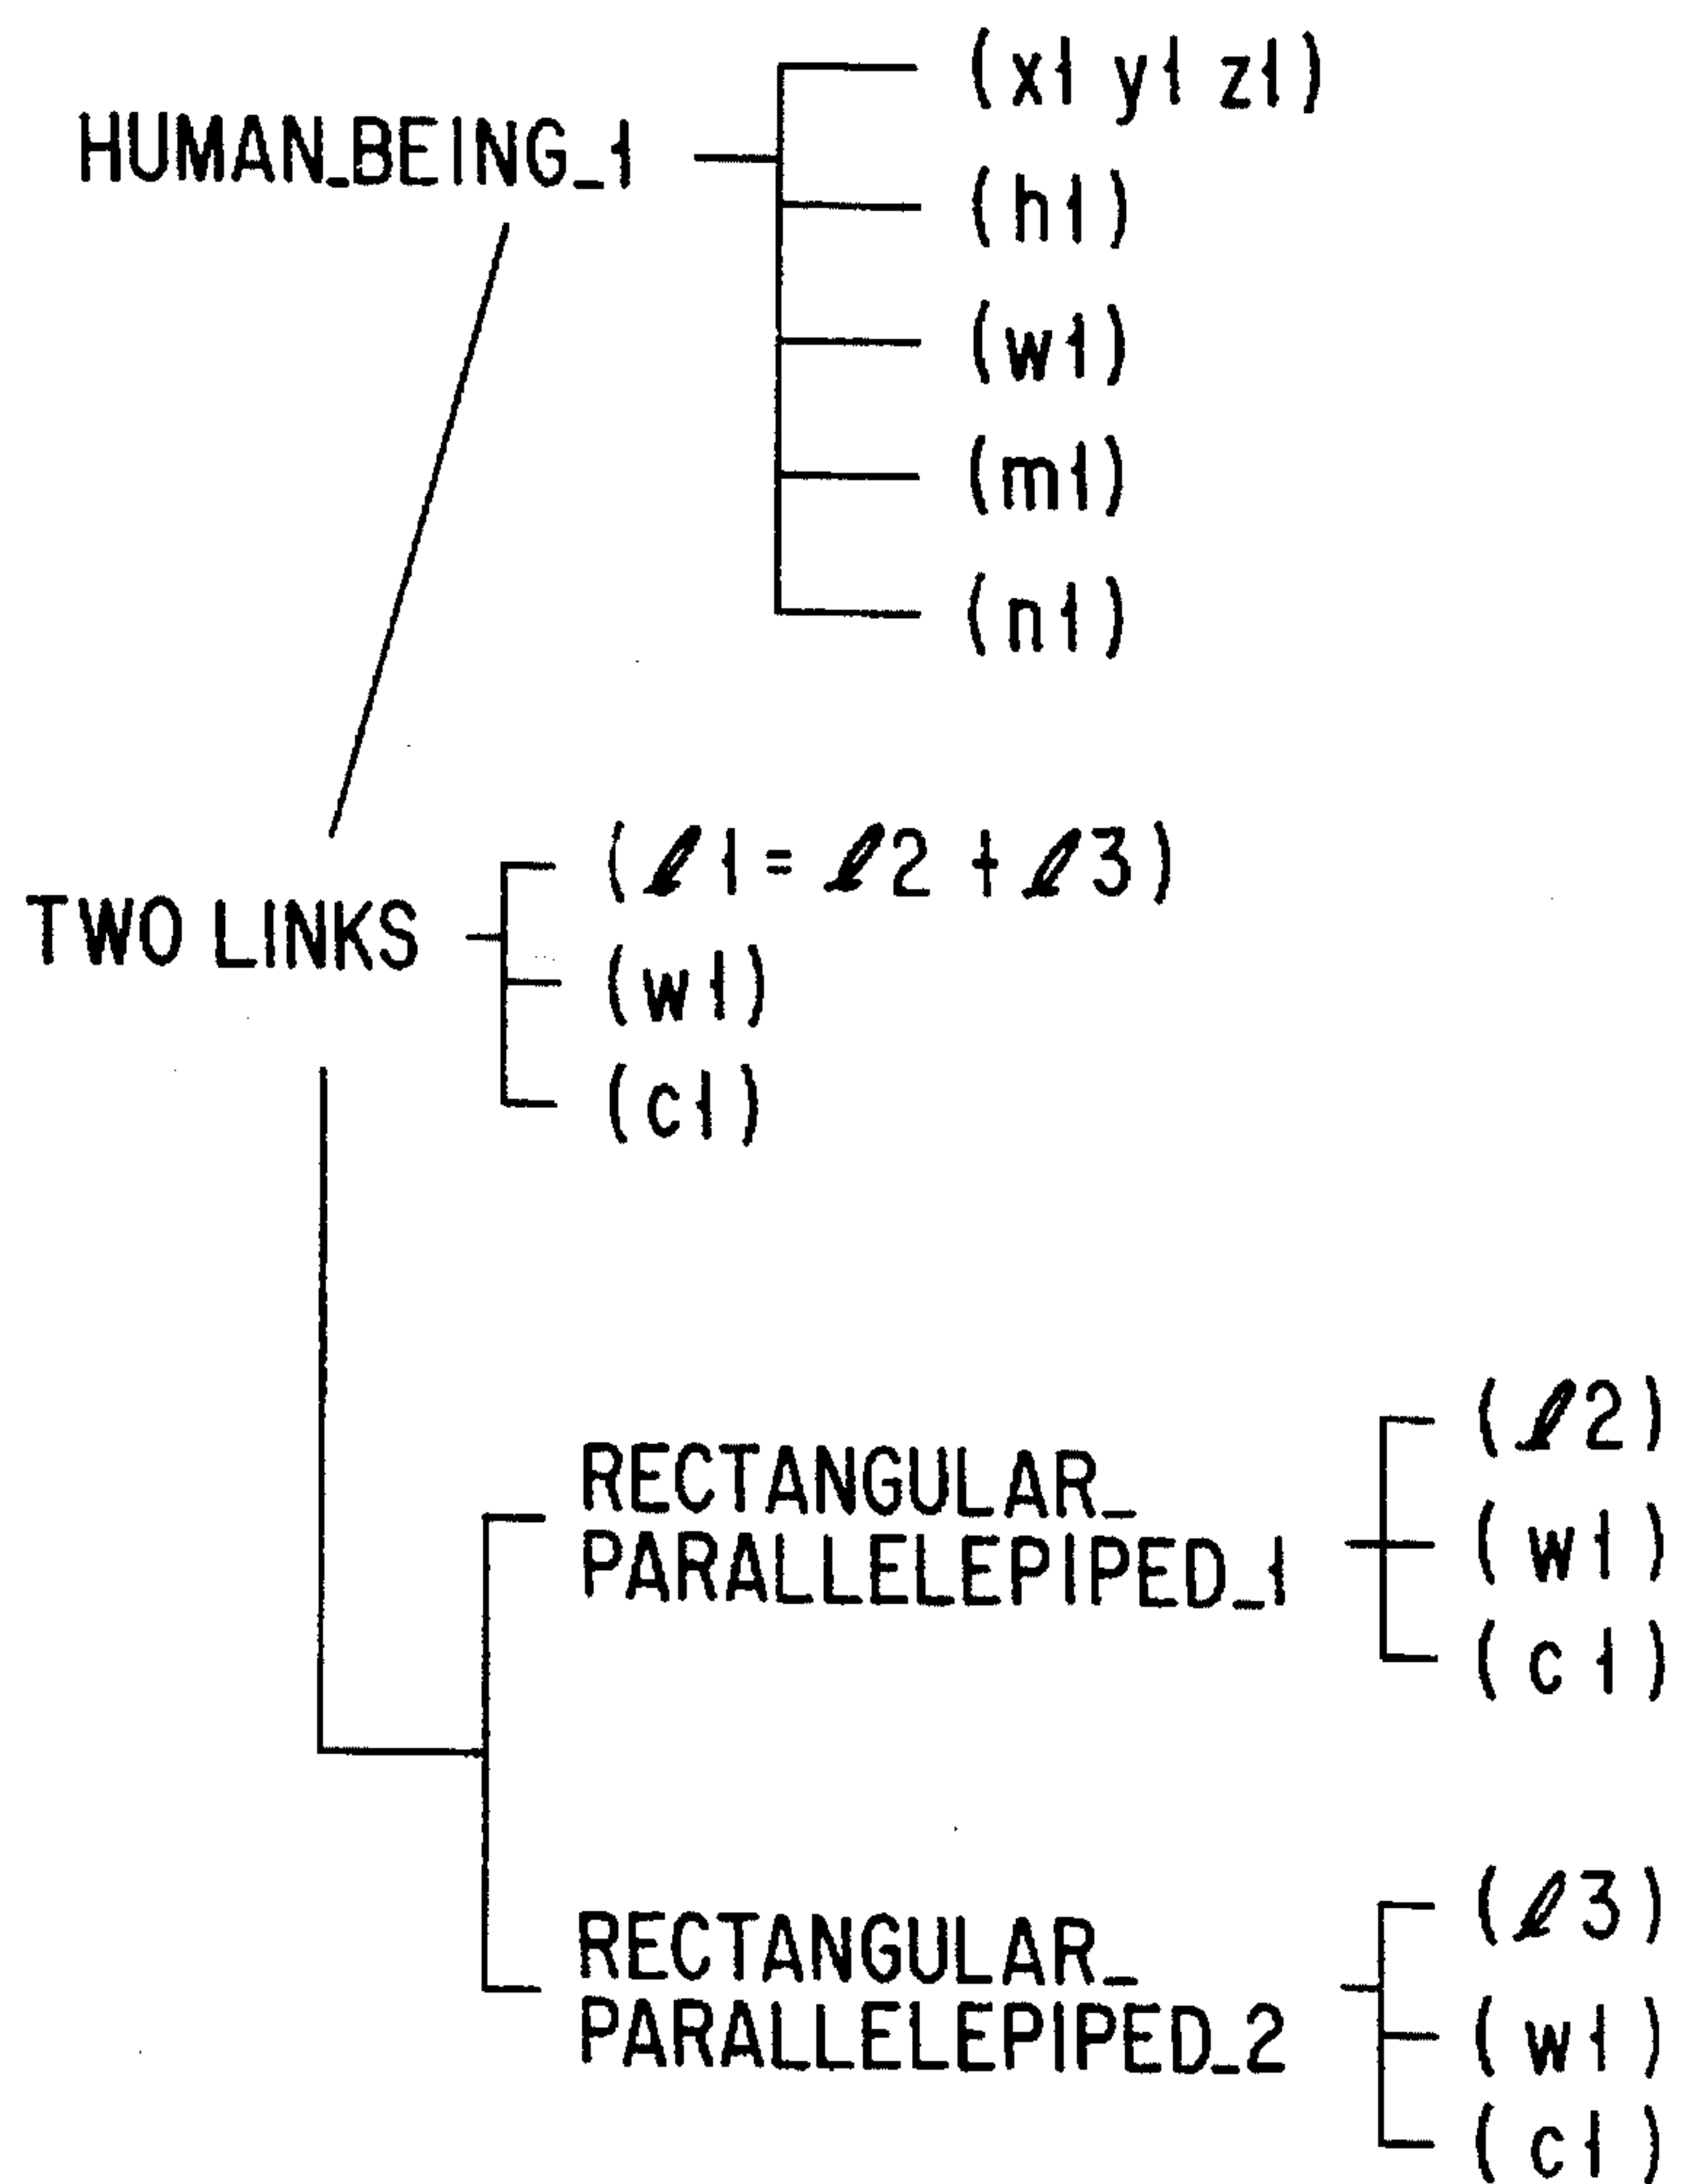 HUMAN_BEING_1
(x1 y1 z1)
(h1)
(w1)
(m1)
(n1)
TWO LINKS
(ℓ1=ℓ2+ℓ3)
(w1)
(c1)
RECTANGULAR_
PARALLELEPIPED_1
(ℓ2)
(w1)
(c1)
RECTANGULAR_
PARALLELEPIPED_2
(ℓ3)
(w1)
(c1)